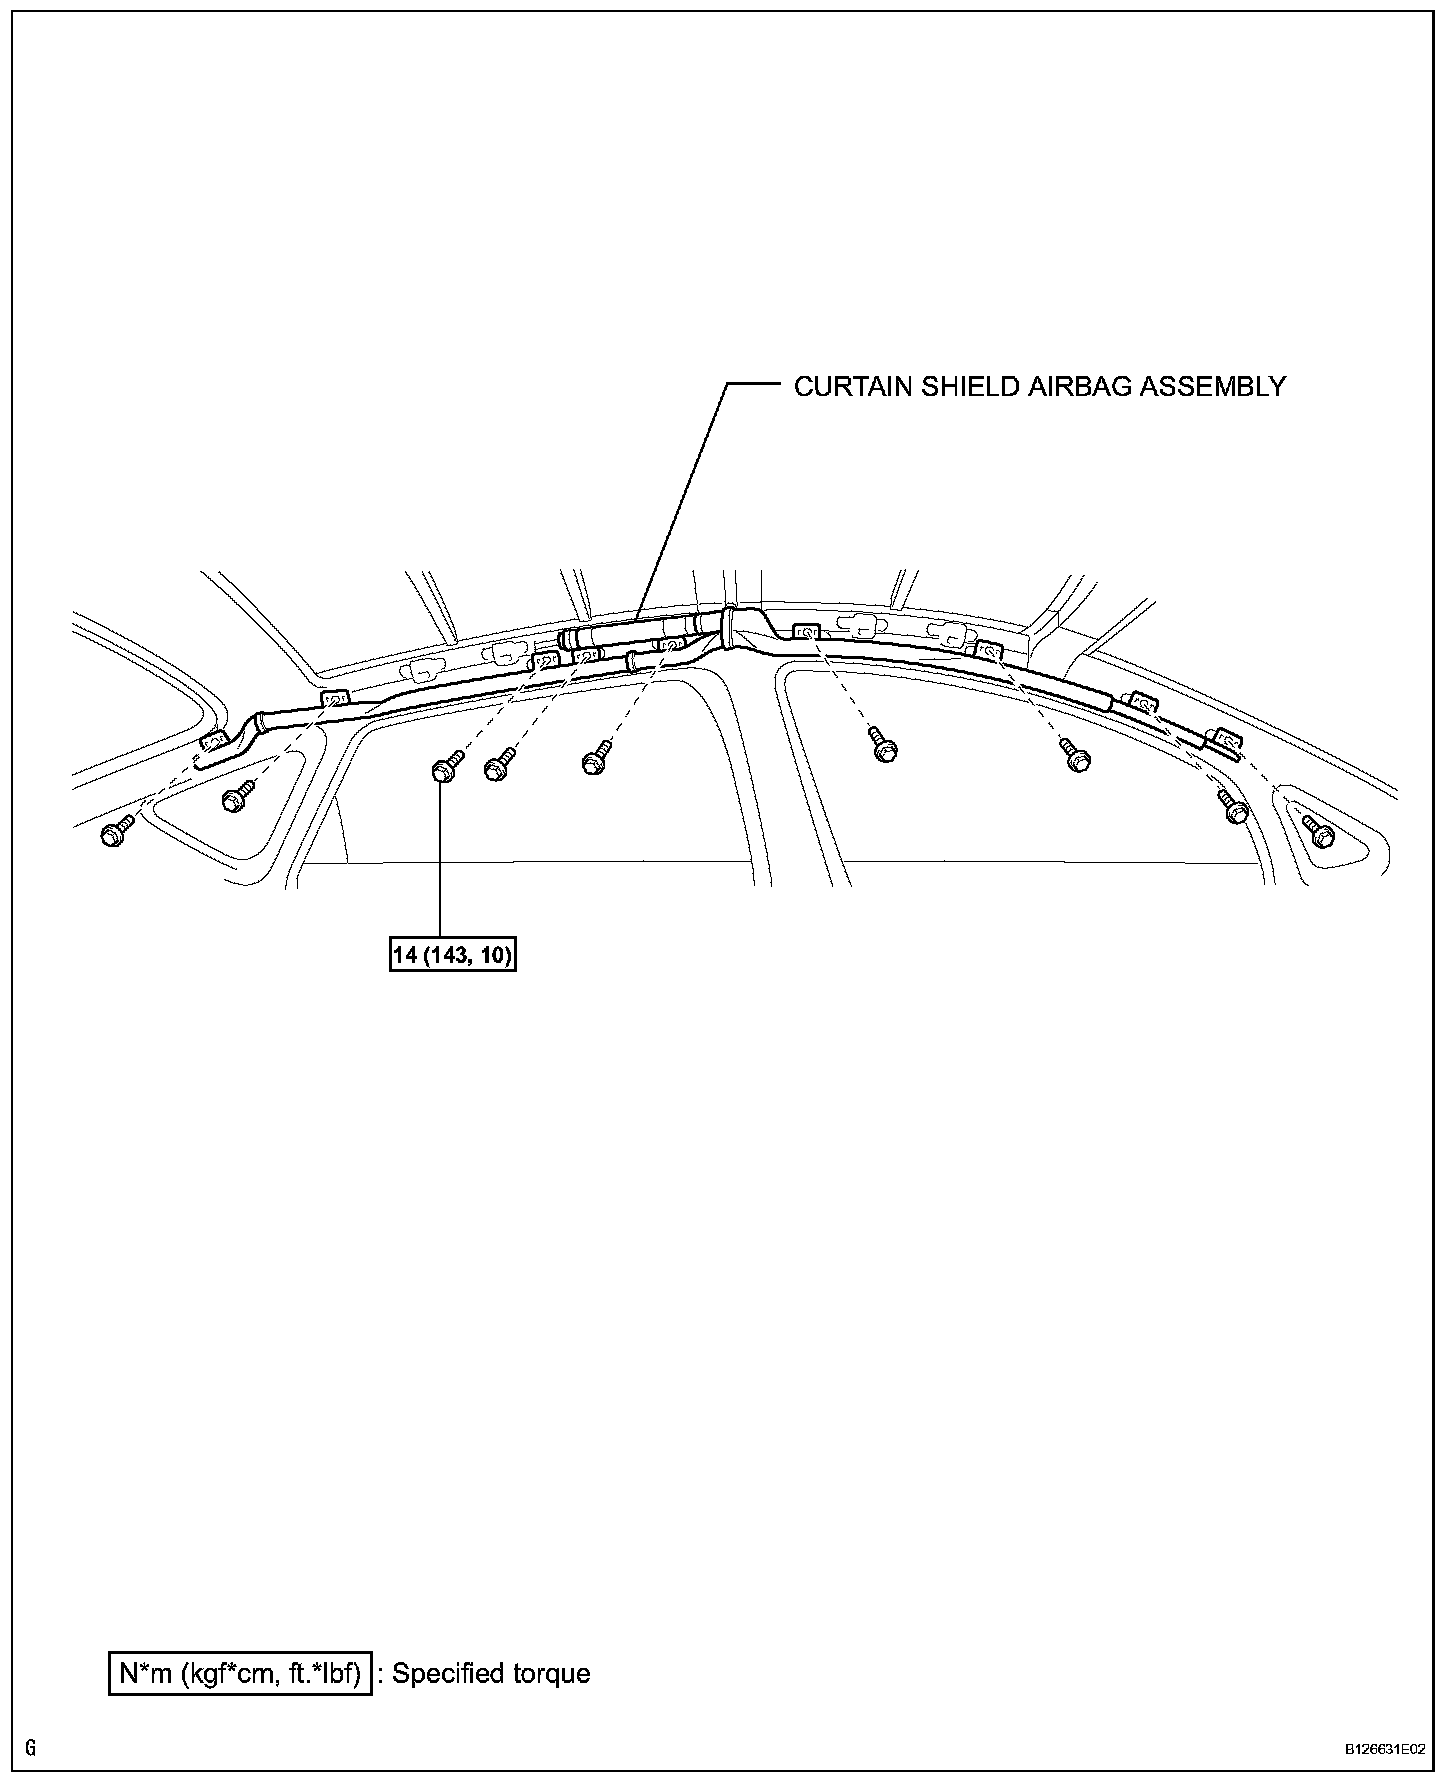 CURTAIN SHIELD AIRBAG ASSEMBLY
14 (143, 10)
N*m (kgf*cm, ft.*lbf) : Specified torque
G
B126631E02